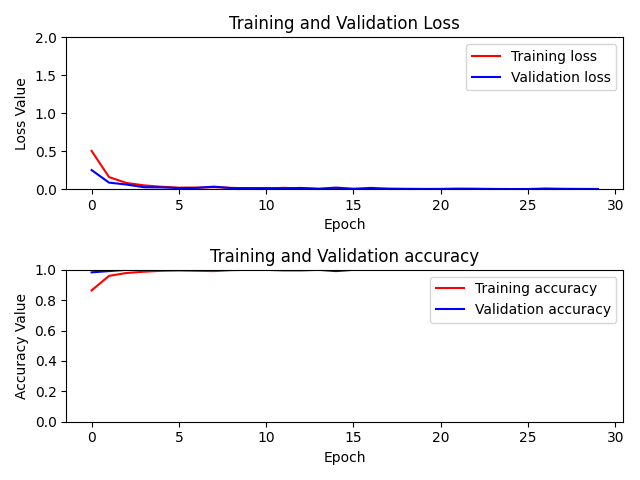 Training and Validation Loss
2.0
1.5
1.0
0.5
0.0
Loss Value
Training loss
Validation loss
0 5 10 15 20 25 30
Epoch
Training and Validation accuracy
1.0
0.8
0.6
0.4
0.2
0.0
Accuracy Value
Training accuracy
Validation accuracy
0 5 10 15 20 25 30
Epoch